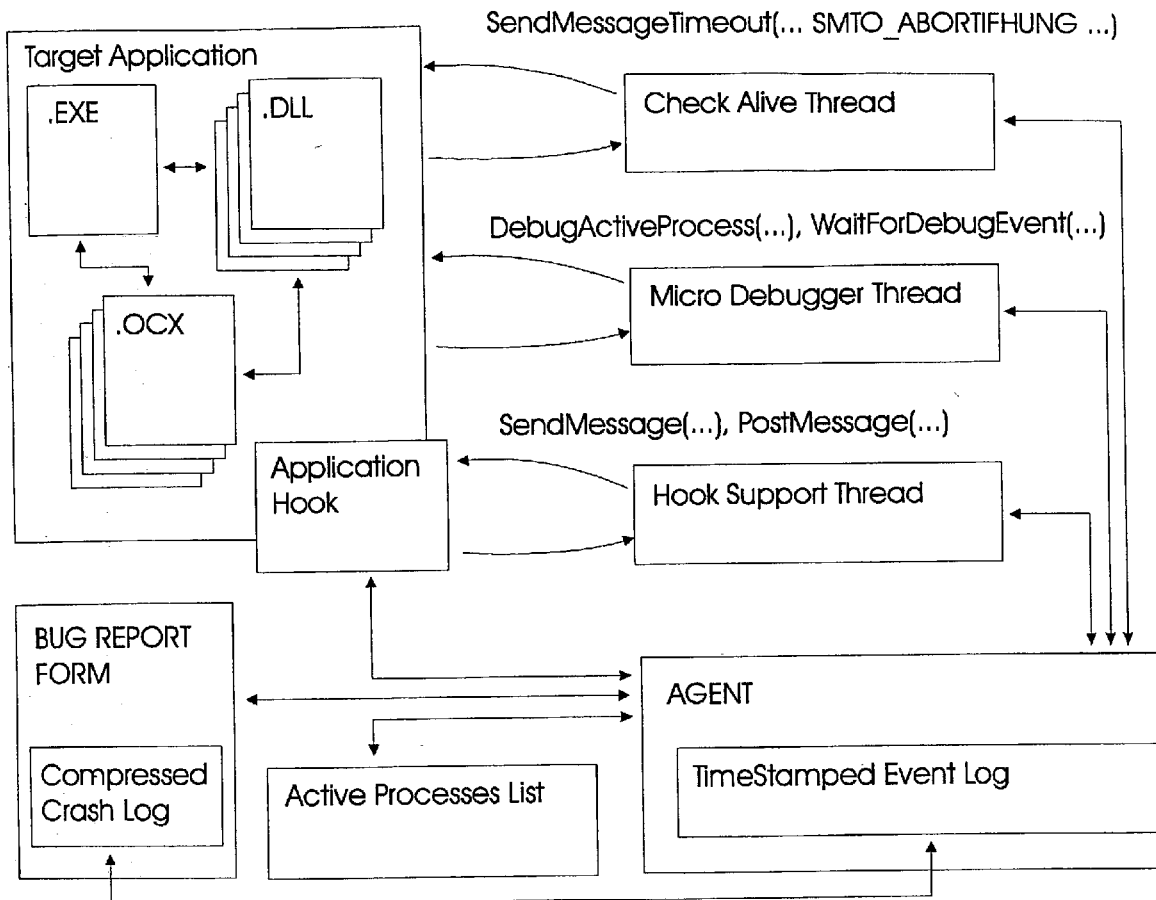 SendMessageTimeout(... SMTO_ABORTIFHUNG ...)
Target Application
.EXE
.DLL
Check Alive Thread
DebugActiveProcess(...), WaitForDebugEvent(...)
.OCX
Micro Debugger Thread
SendMessage(...), PostMessage(...)
Application
Hook
Hook Support Thread
BUG REPORT
FORM
AGENT
Compressed
Crash Log
Active Processes List
TimeStamped Event Log